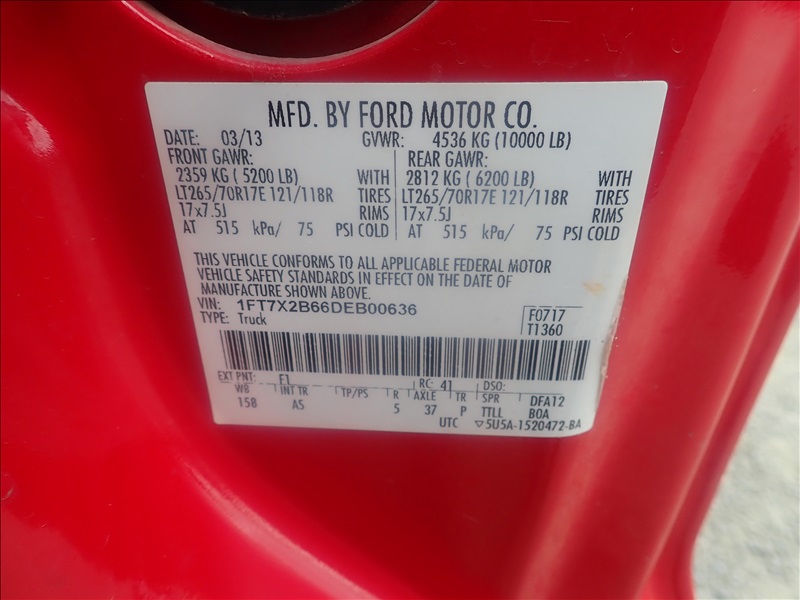 MFD. BY FORD MOTOR CO.
DATE: 03/13 GVWR: 4536 KG (10000 LB)
FRONT GAWR: REAR GAWR:
2359 KG ( 5200 LB) WITH 2812 KG ( 6200 LB) WITH
LT265/70R17E 121/118R TIRES LT265/70R17E 121/118R TIRES
17x7.5J RIMS 17x7.5J RIMS
AT 515 kPa/ 75 PSI COLD AT 515 kPa/ 75 PSI COLD
THIS VEHICLE CONFORMS TO ALL APPLICABLE FEDERAL MOTOR
VEHICLE SAFETY STANDARDS IN EFFECT ON THE DATE OF
MANUFACTURE SHOWN ABOVE.
VIN: 1FT7X2B66DEB00636 F0717
TYPE: Truck T1360
EXT PNT: F1 RC: 41 DSO:
WB INT TR TP/PS R AXLE TR SPR DFA12
158 AS 5 37 P TTLL BOA
UTC ▽5U5A-1520472-BA